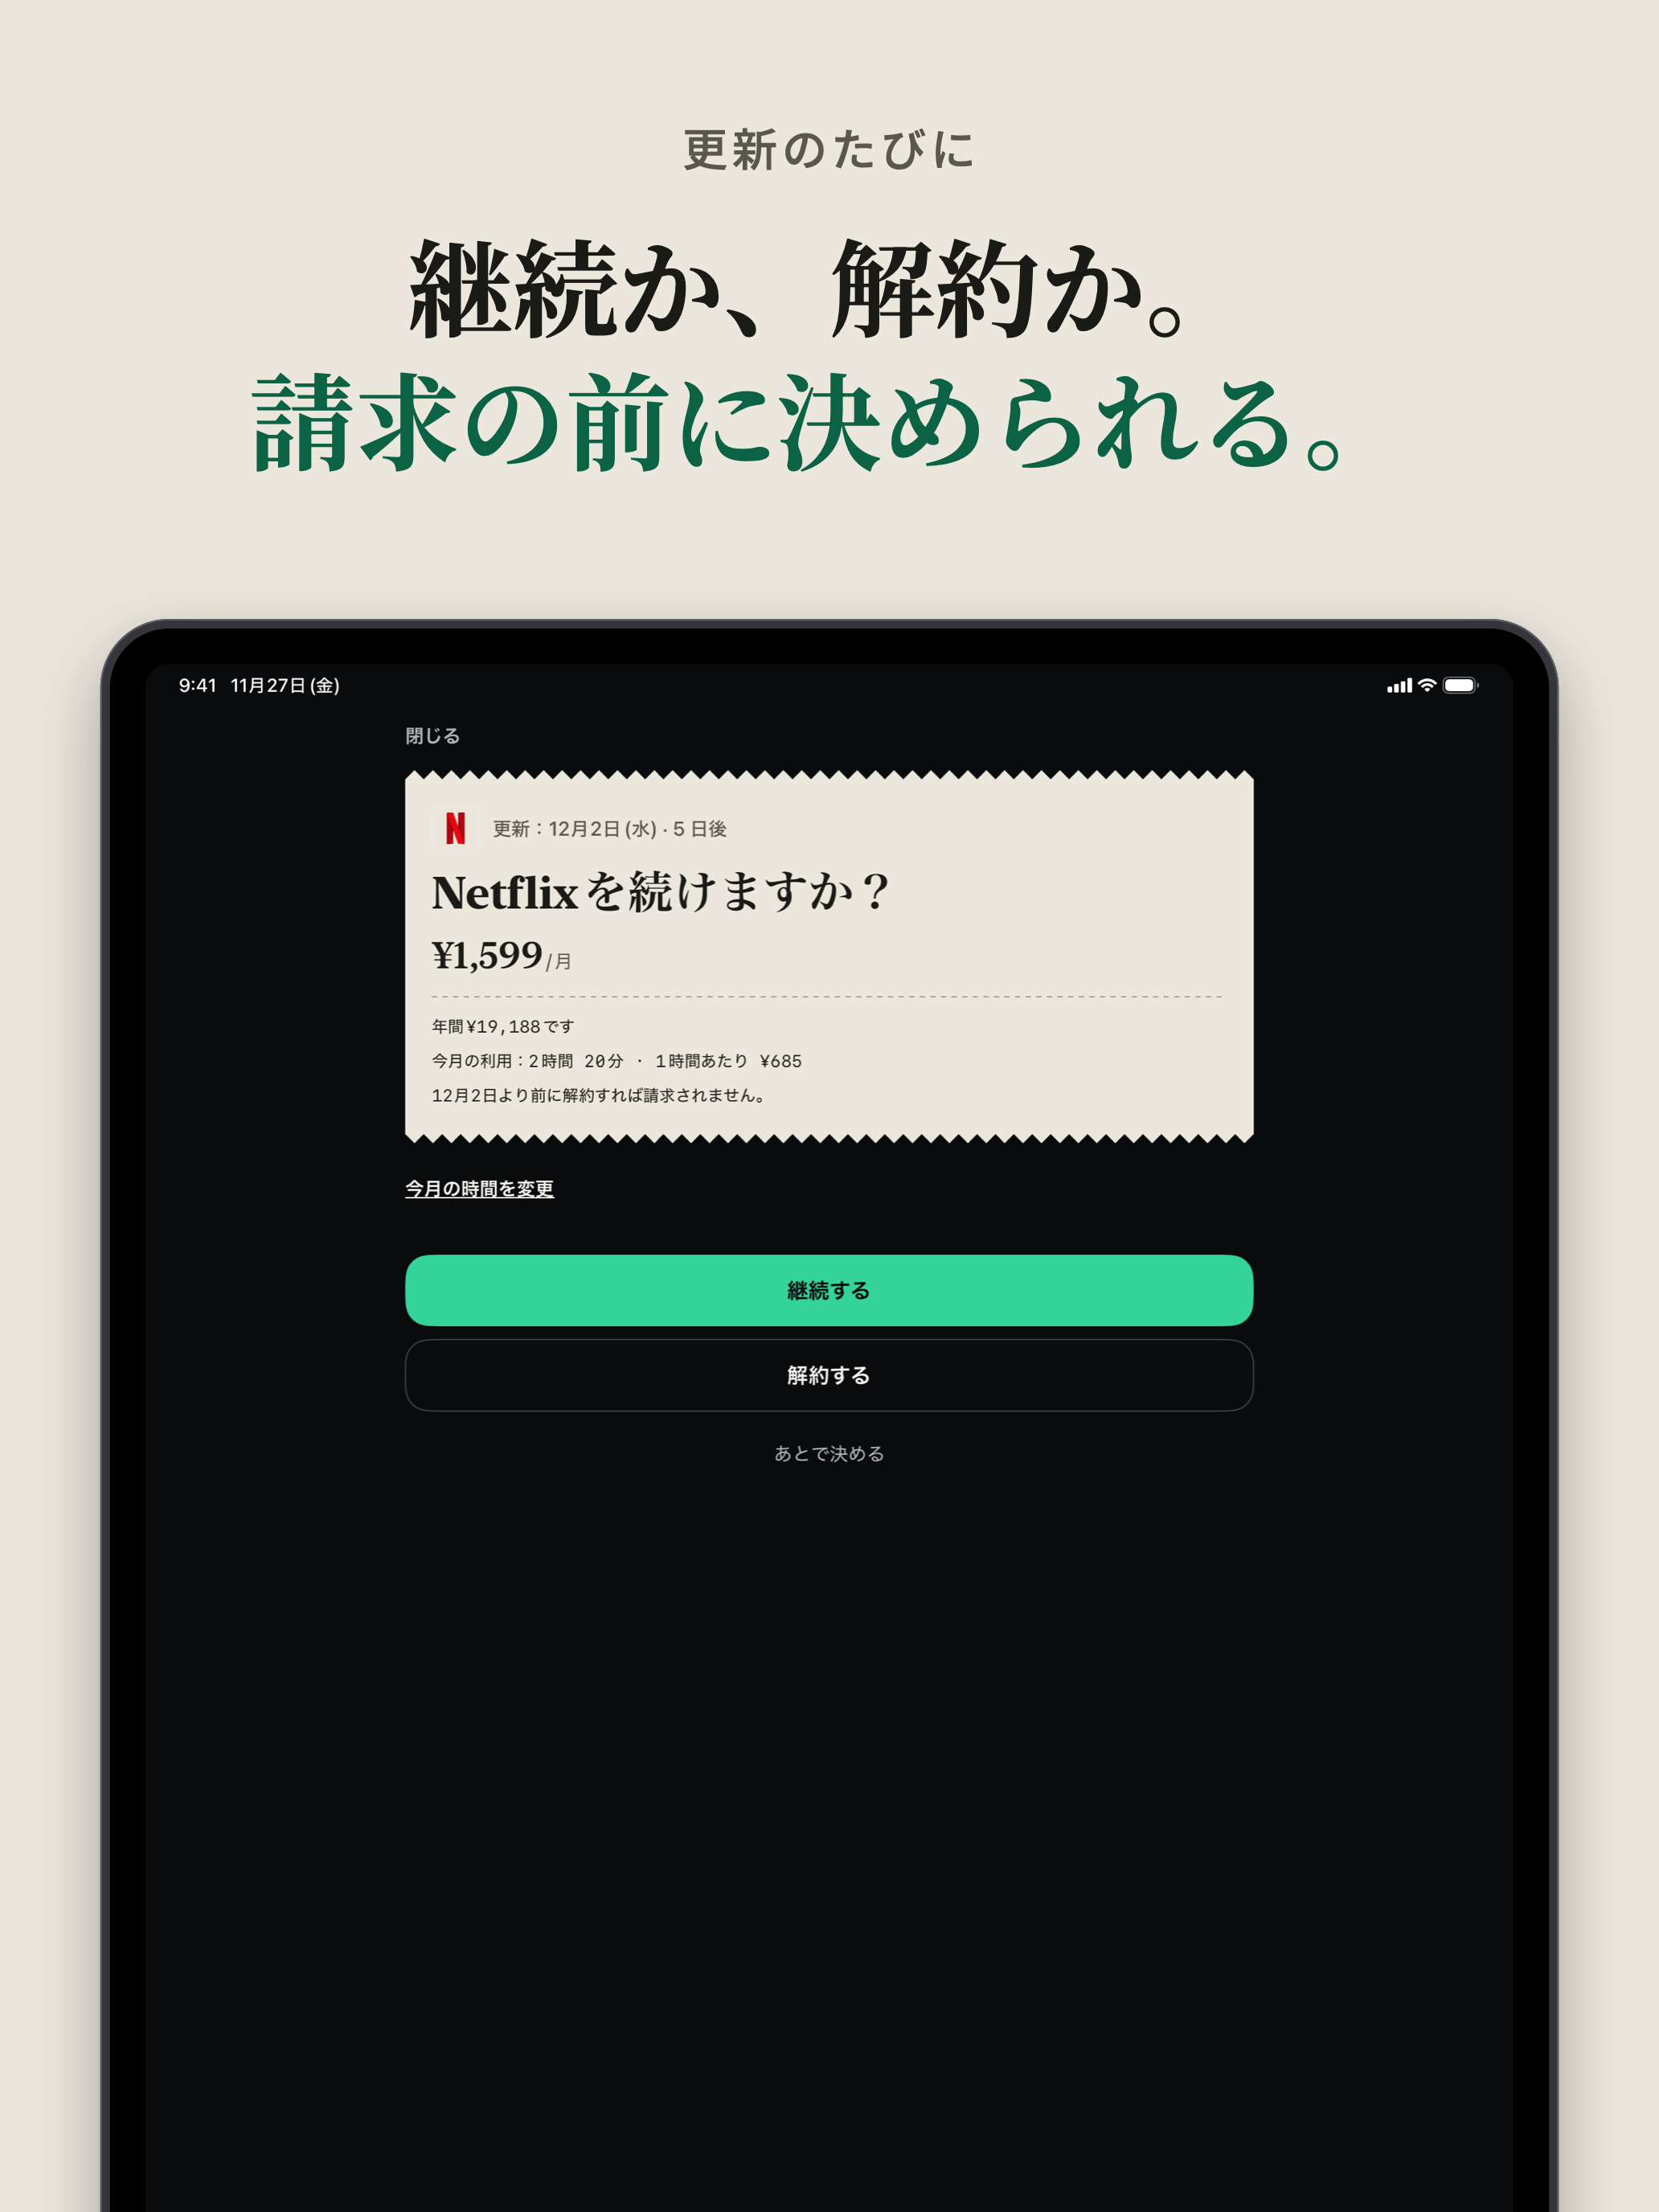 更新のたびに
継続か、解約か。
請求の前に決められる。
9:41 11月27日(金)
閉じる
N 更新：12月2日(水)・5 日後
Netflixを続けますか？
¥1,599/月
年間¥19,188です
今月の利用：2時間 20分 · 1時間あたり ¥685
12月2日より前に解約すれば請求されません。
今月の時間を変更
継続する
解約する
あとで決める